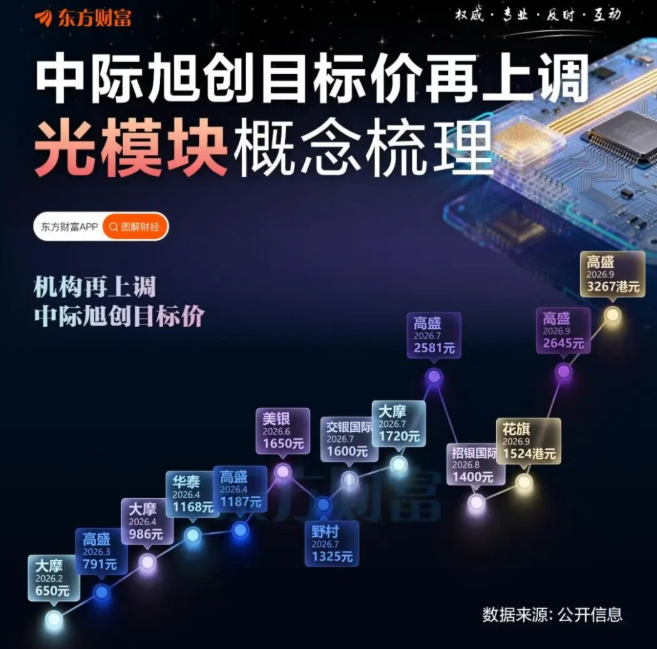 东方财富
权威·专业·及时·互动
中际旭创目标价再上调
光模块概念梳理
东方财富APP 图解财经
机构再上调
中际旭创目标价
大摩
2026.2
650元
高盛
2026.3
791元
大摩
2026.4
986元
华泰
2026.4
1168元
高盛
2026.4
1187元
美银
2026.6
1650元
野村
2026.7
1325元
交银国际
2026.7
1600元
大摩
2026.7
1720元
高盛
2026.7
2581元
招银国际
2026.8
1400元
花旗
2026.9
1524港元
高盛
2026.9
2645元
高盛
2026.9
3267港元
东方财富
数据来源：公开信息